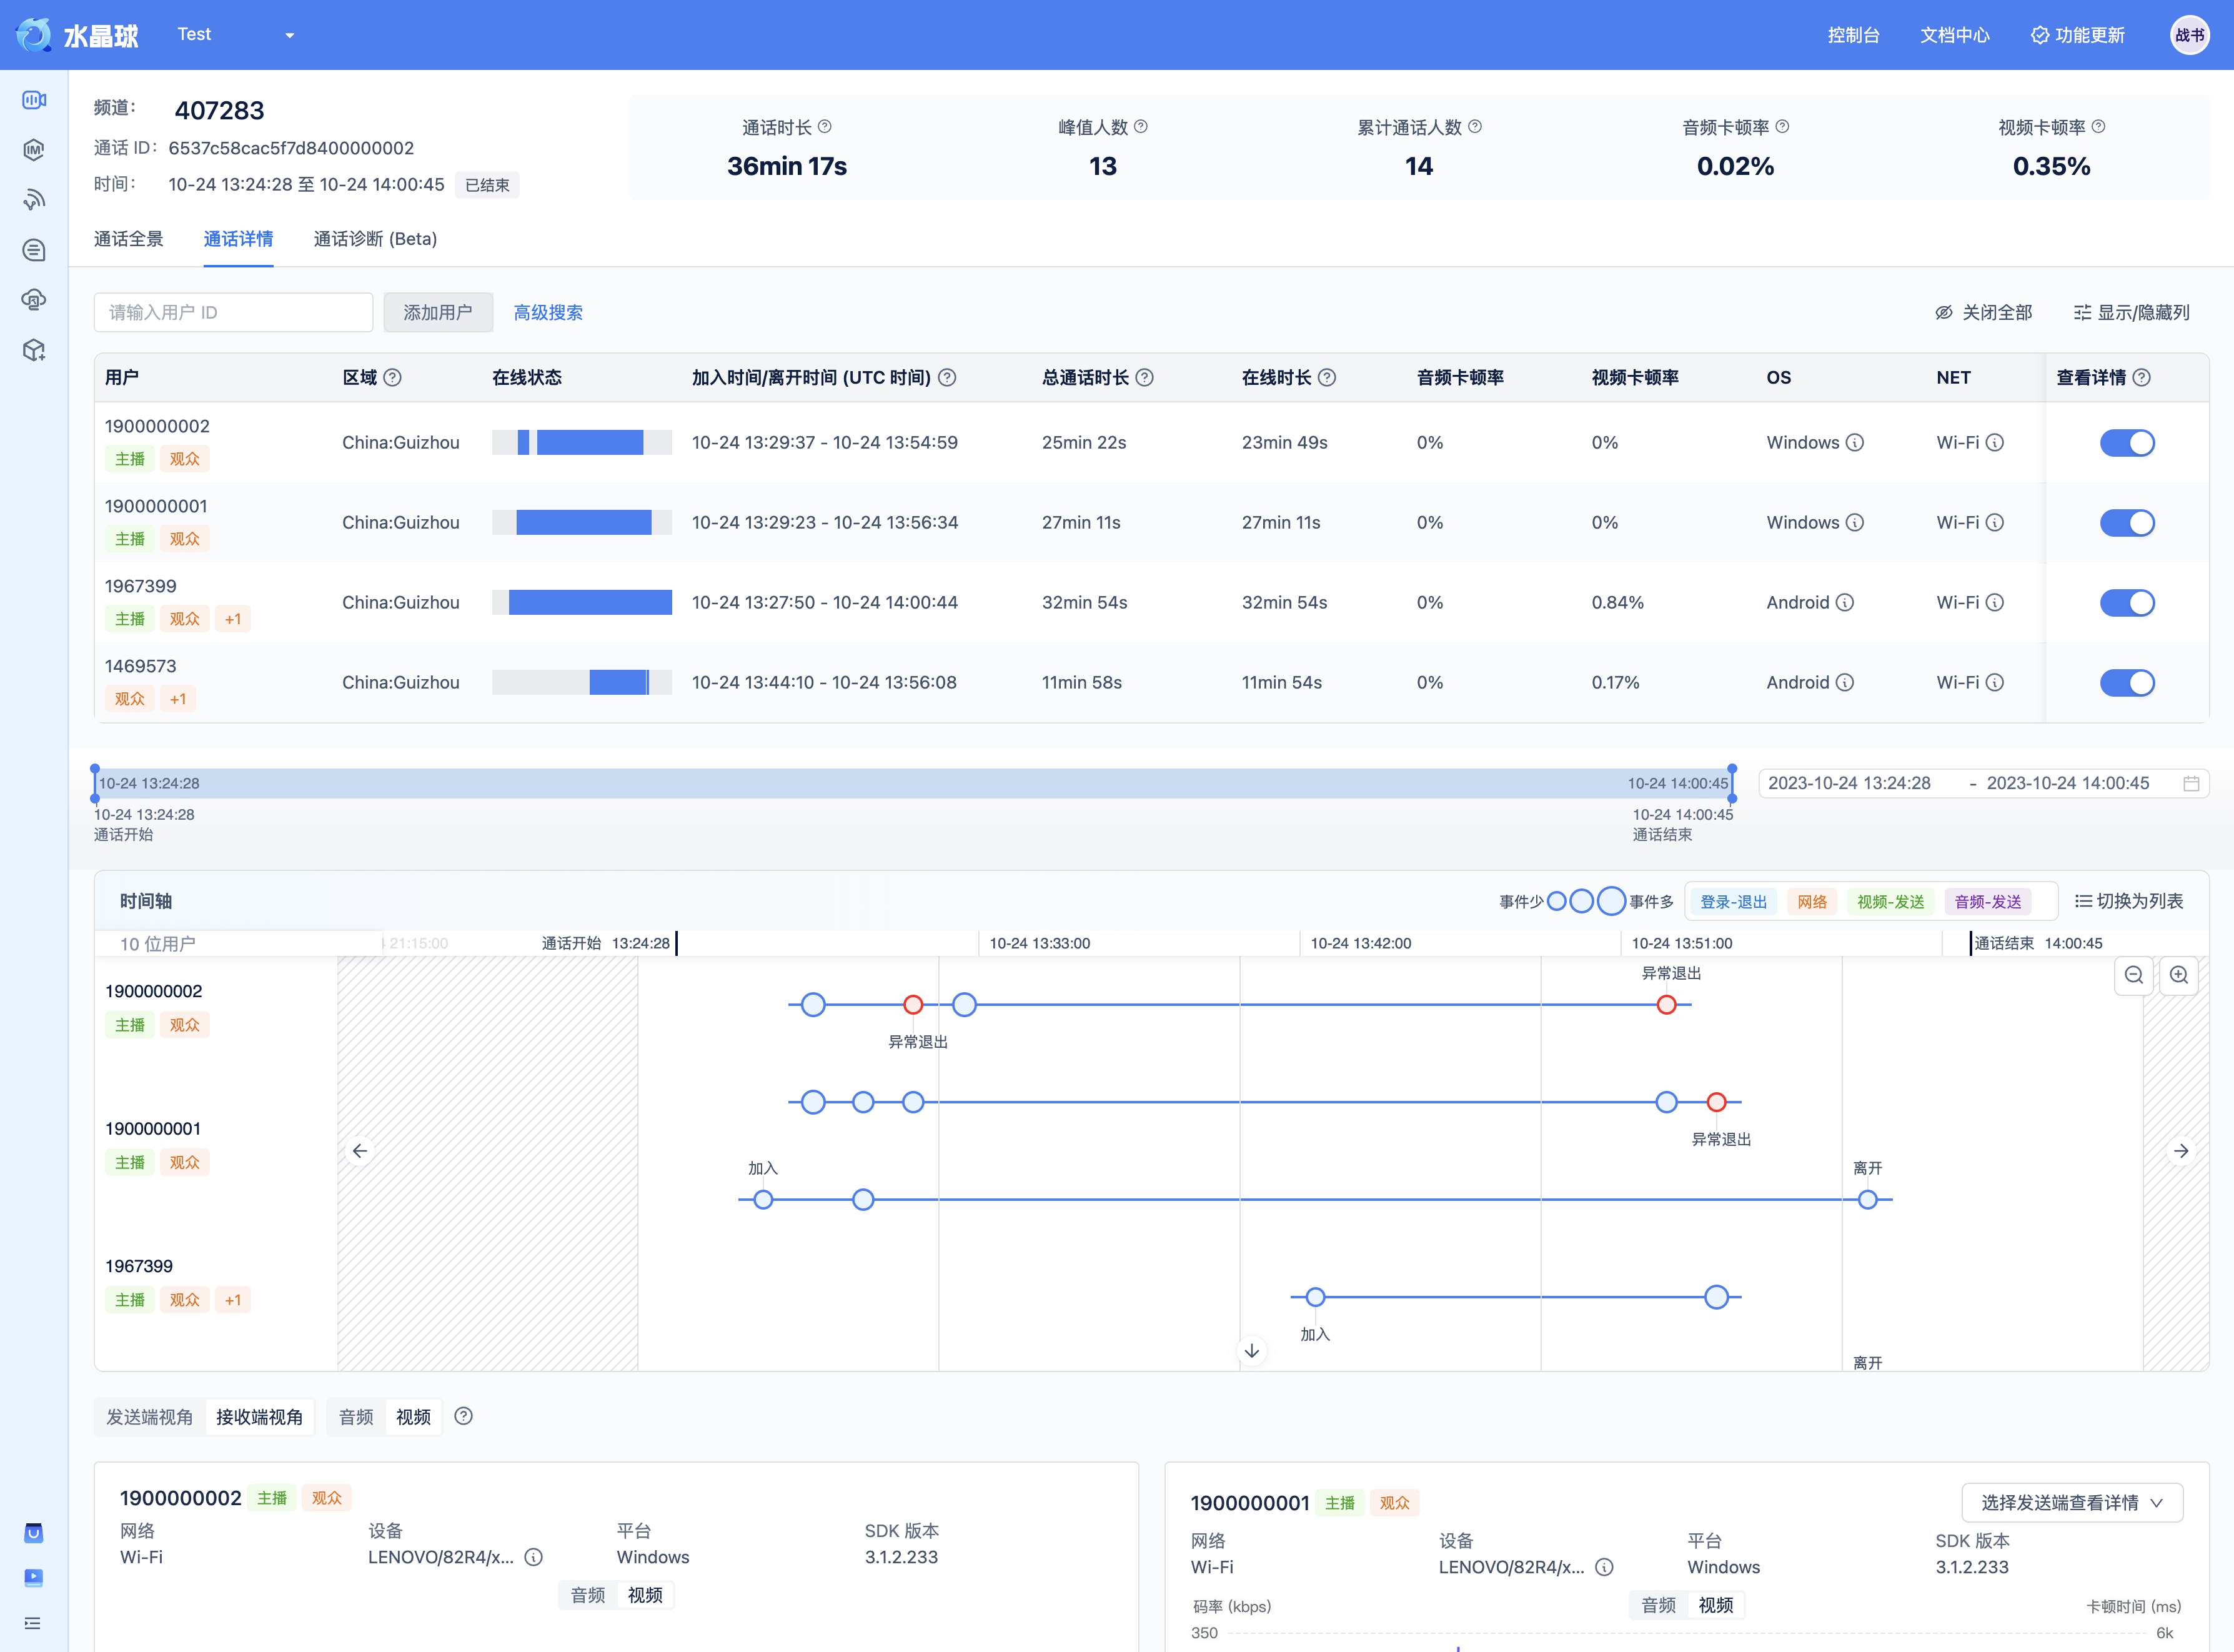 水晶球 Test 控制台 文档中心 功能更新 战书
频道： 407283
通话 ID： 6537c58cac5f7d8400000002
时间： 10-24 13:24:28 至 10-24 14:00:45 已结束
通话时长 峰值人数 累计通话人数 音频卡顿率 视频卡顿率
36min 17s 13 14 0.02% 0.35%
通话全景 通话详情 通话诊断 (Beta)
请输入用户 ID 添加用户 高级搜索 关闭全部 显示/隐藏列
用户 区域 在线状态 加入时间/离开时间 (UTC 时间) 总通话时长 在线时长 音频卡顿率 视频卡顿率 OS NET 查看详情
1900000002
China:Guizhou 10-24 13:29:37 - 10-24 13:54:59 25min 22s 23min 49s 0% 0% Windows Wi-Fi
主播 观众
1900000001
China:Guizhou 10-24 13:29:23 - 10-24 13:56:34 27min 11s 27min 11s 0% 0% Windows Wi-Fi
主播 观众
1967399
China:Guizhou 10-24 13:27:50 - 10-24 14:00:44 32min 54s 32min 54s 0% 0.84% Android Wi-Fi
主播 观众 +1
1469573
China:Guizhou 10-24 13:44:10 - 10-24 13:56:08 11min 58s 11min 54s 0% 0.17% Android Wi-Fi
观众 +1
10-24 13:24:28 10-24 14:00:45 2023-10-24 13:24:28 - 2023-10-24 14:00:45
10-24 13:24:28 10-24 14:00:45
通话开始 通话结束
时间轴 事件少 事件多 登录-退出 网络 视频-发送 音频-发送 切换为列表
10 位用户 21:15:00 通话开始 13:24:28 10-24 13:33:00 10-24 13:42:00 10-24 13:51:00 通话结束 14:00:45
异常退出
1900000002
主播 观众
异常退出
1900000001
异常退出
主播 观众
加入 离开
1967399
主播 观众 +1
加入
离开
发送端视角 接收端视角 音频 视频
1900000002 主播 观众
网络 设备 平台 SDK 版本
Wi-Fi LENOVO/82R4/x... Windows 3.1.2.233
音频 视频
1900000001 主播 观众 选择发送端查看详情
网络 设备 平台 SDK 版本
Wi-Fi LENOVO/82R4/x... Windows 3.1.2.233
码率 (kbps) 音频 视频 卡顿时间 (ms)
350 6k